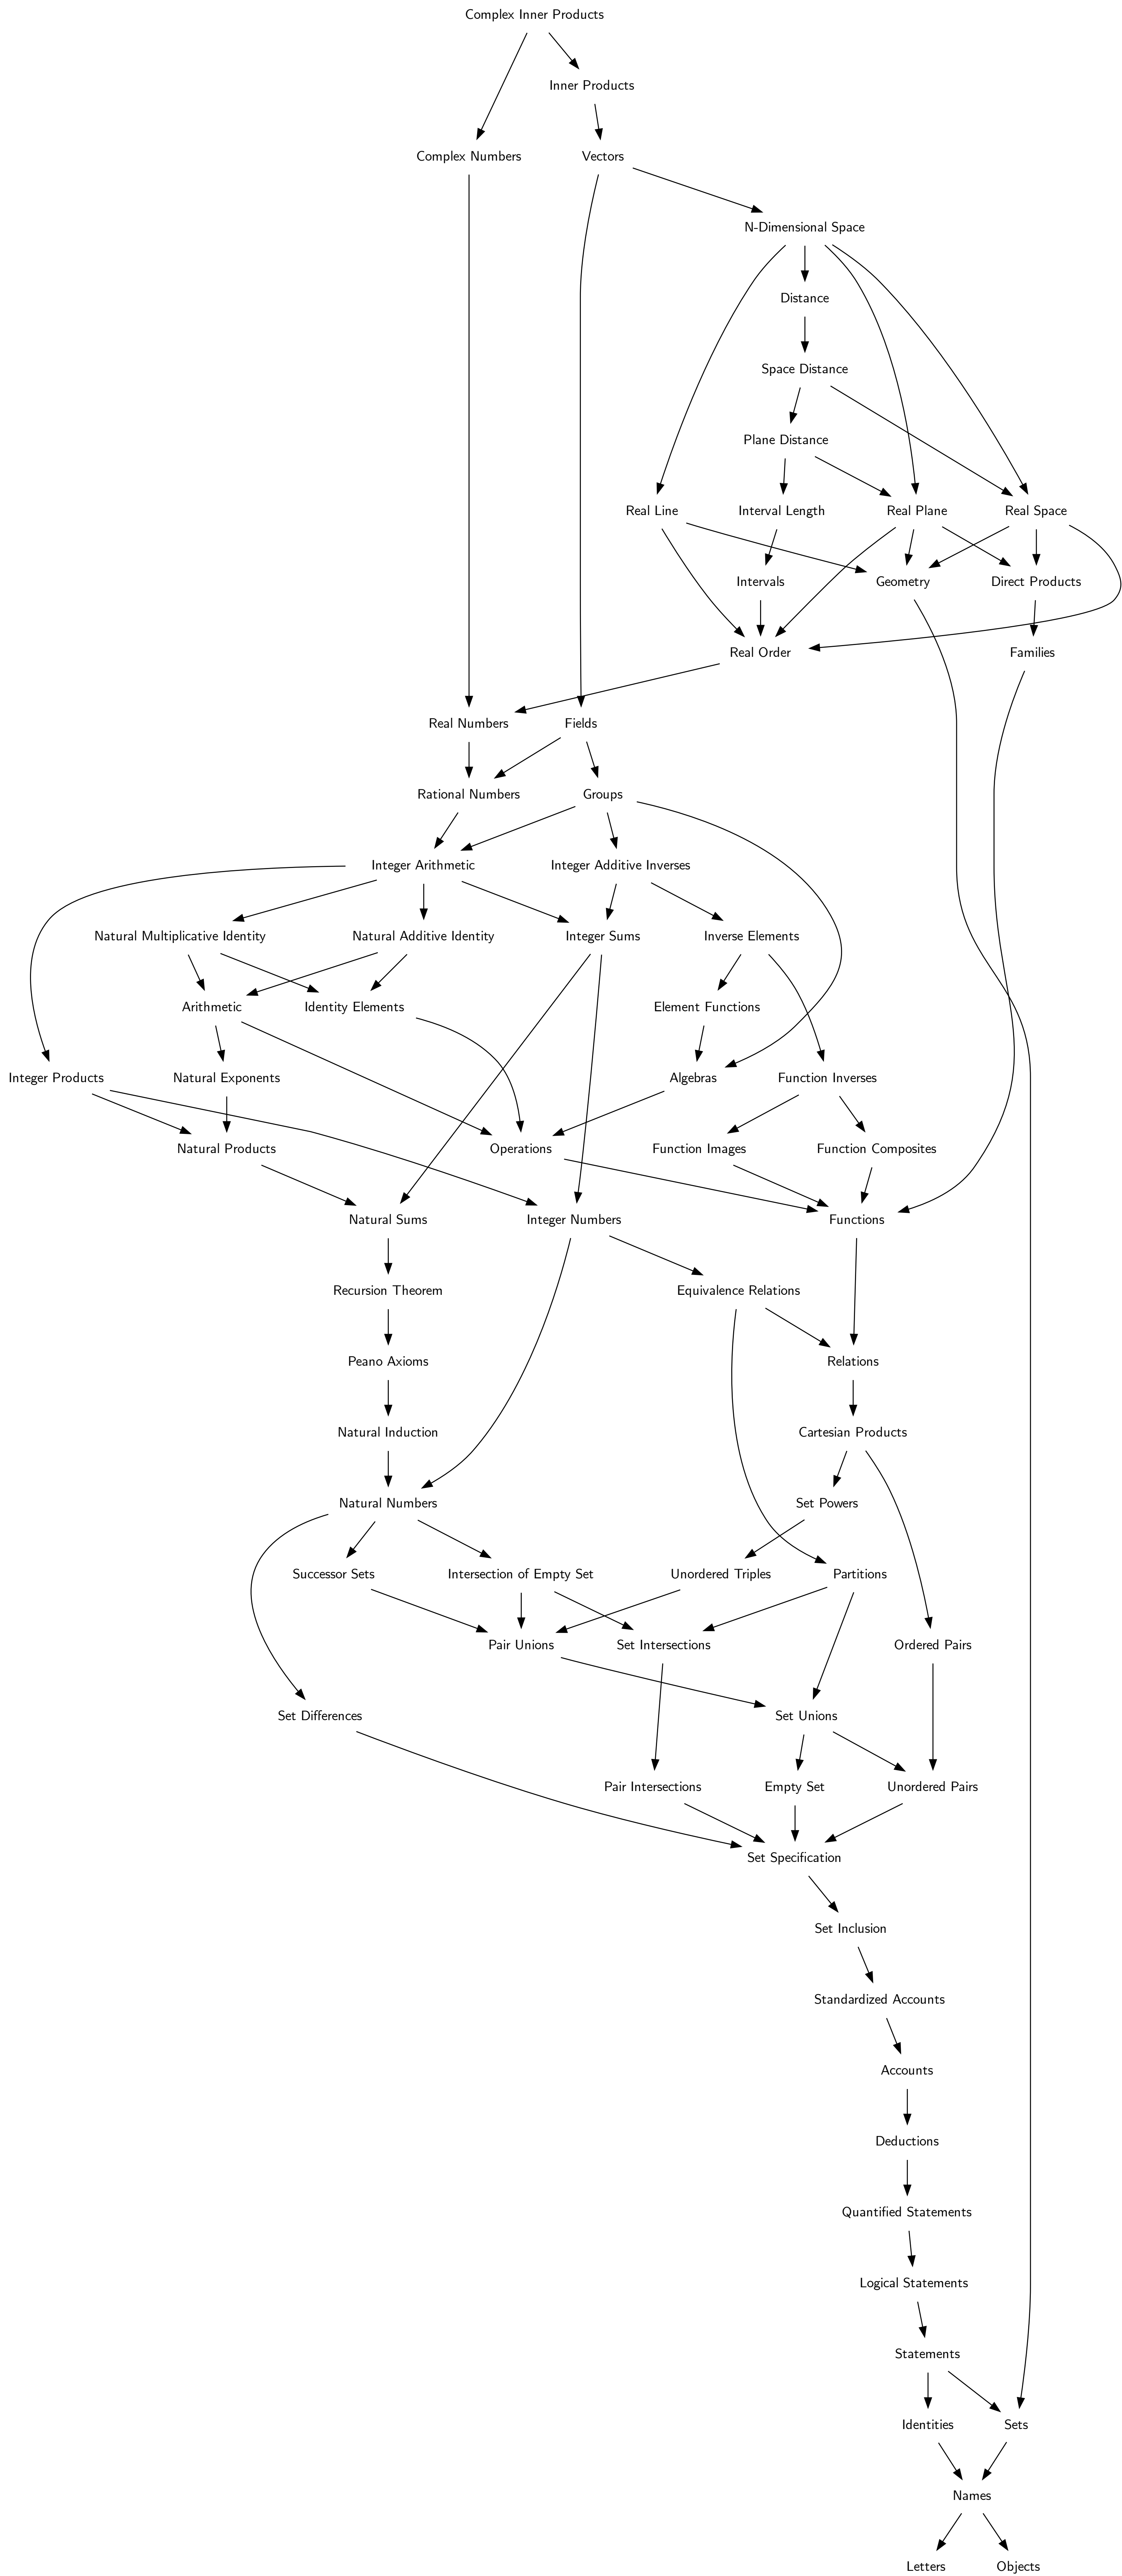 Complex Inner Products
Inner Products
Complex Numbers
Vectors
N-Dimensional Space
Distance
Space Distance
Plane Distance
Real Line
Interval Length
Real Plane
Real Space
Intervals
Geometry
Direct Products
Real Order
Families
Real Numbers
Fields
Rational Numbers
Groups
Integer Arithmetic
Integer Additive Inverses
Natural Multiplicative Identity
Natural Additive Identity
Integer Sums
Inverse Elements
Arithmetic
Identity Elements
Element Functions
Integer Products
Natural Exponents
Algebras
Function Inverses
Natural Products
Operations
Function Images
Function Composites
Natural Sums
Integer Numbers
Functions
Recursion Theorem
Equivalence Relations
Peano Axioms
Relations
Natural Induction
Cartesian Products
Natural Numbers
Set Powers
Successor Sets
Intersection of Empty Set
Unordered Triples
Partitions
Pair Unions
Set Intersections
Ordered Pairs
Set Differences
Set Unions
Pair Intersections
Empty Set
Unordered Pairs
Set Specification
Set Inclusion
Standardized Accounts
Accounts
Deductions
Quantified Statements
Logical Statements
Statements
Identities
Sets
Names
Letters
Objects